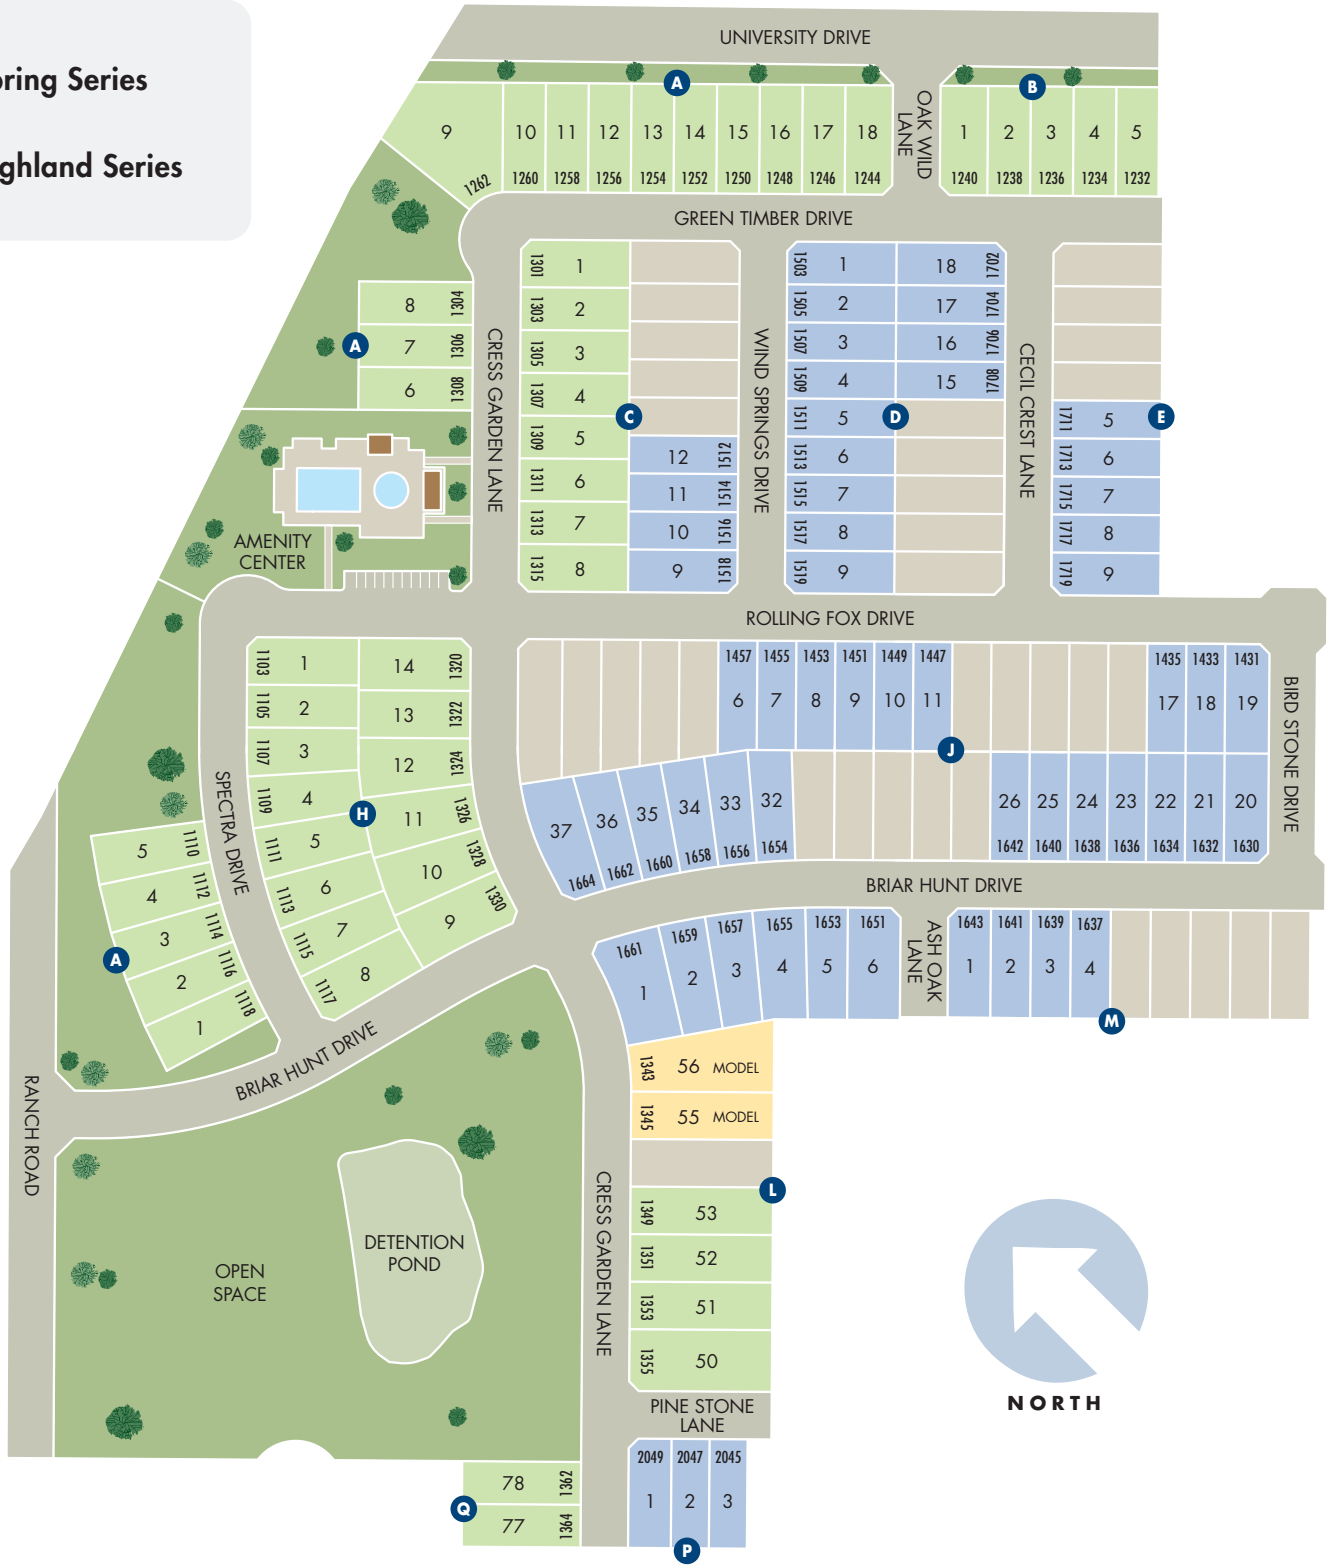 oring Series
ghland Series
UNIVERSITY DRIVE
A
B
OAK WILD
LANE
9 10 11 12 13 14 15 16 17 18
1262 1260 1258 1256 1254 1252 1250 1248 1246 1244
1 2 3 4 5
1240 1238 1236 1234 1232
GREEN TIMBER DRIVE
8 1304
7 1306
6 1308
A
CRESS GARDEN LANE
1301 1
1303 2
1305 3
1307 4
1309 5
1311 6
1313 7
1315 8
C
12 1512
11 1514
10 1516
9 1518
WIND SPRINGS DRIVE
1503 1
1505 2
1507 3
1509 4
1511 5
1513 6
1515 7
1517 8
1519 9
D
18 1702
17 1704
16 1706
15 1708
CECIL CREST LANE
E
1711 5
1713 6
1715 7
1717 8
1719 9
AMENITY
CENTER
ROLLING FOX DRIVE
1103 1
1105 2
1107 3
1109 4
1111 5
1113 6
1115 7
1117 8
H
14 1320
13 1322
12 1324
11 1326
10 1328
9 1330
SPECTRA DRIVE
1457 1455 1453 1451 1449 1447
6 7 8 9 10 11
1435 1433 1431
17 18 19
J
BIRD STONE DRIVE
37 36 35 34 33 32
1664 1662 1660 1658 1656 1654
26 25 24 23 22 21 20
1642 1640 1638 1636 1634 1632 1630
5 1110
4 1112
3 1114
2 1116
1 1118
A
BRIAR HUNT DRIVE
1661 1659 1657 1655 1653 1651
1 2 3 4 5 6
ASH OAK
LANE
1643 1641 1639 1637
1 2 3 4
M
BRIAR HUNT DRIVE
RANCH ROAD
1343 56 MODEL
1345 55 MODEL
L
1349 53
1351 52
1353 51
1355 50
CRESS GARDEN LANE
DETENTION
POND
OPEN
SPACE
NORTH
PINE STONE
LANE
78 1362
77 1364
Q
2049 2047 2045
1 2 3
P